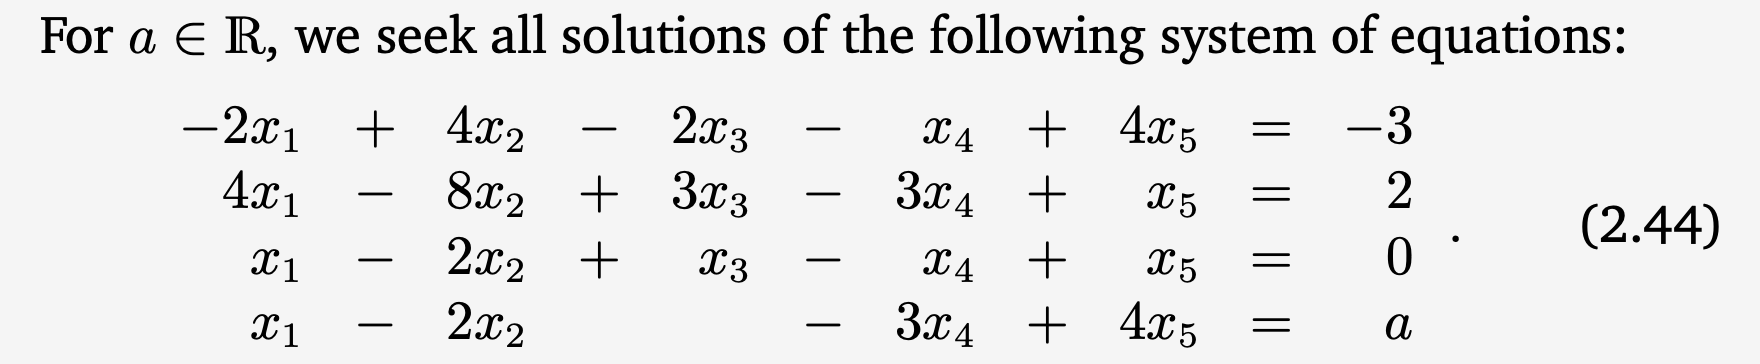 For a ∈ ℝ, we seek all solutions of the following system of equations:
−2x₁ + 4x₂ − 2x₃ − x₄ + 4x₅ = −3
4x₁ − 8x₂ + 3x₃ − 3x₄ + x₅ = 2
x₁ − 2x₂ + x₃ − x₄ + x₅ = 0 . (2.44)
x₁ − 2x₂ − 3x₄ + 4x₅ = a